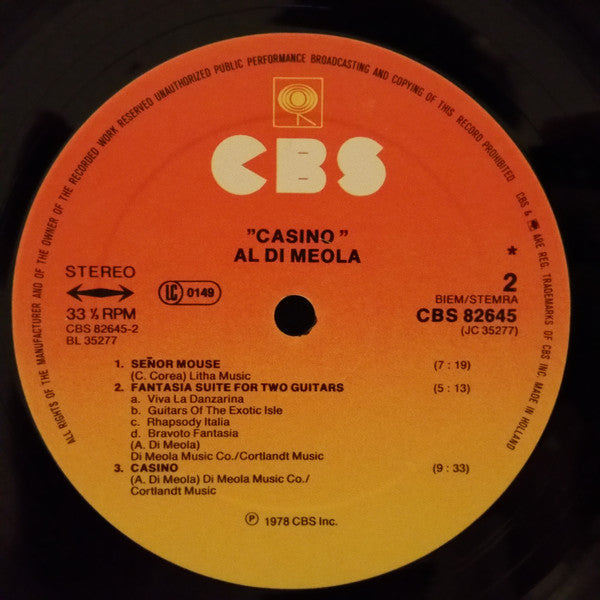 ALL RIGHTS OF THE MANUFACTURER AND OF THE OWNER OF THE RECORDED WORK RESERVED UNAUTHORIZED PUBLIC PERFORMANCE BROADCASTING AND COPYING OF THIS RECORD PROHIBITED
CBS & ARE REG. TRADEMARKS OF CBS INC. MADE IN HOLLAND
CBS
"CASINO"
AL DI MEOLA
STEREO
33 ⅓ RPM
CBS 82645-2
BL 35277
LC 0149
*
2
BIEM/STEMRA
CBS 82645
(JC 35277)
1. SEÑOR MOUSE (7 : 19)
(C. Corea) Litha Music
2. FANTASIA SUITE FOR TWO GUITARS (5 : 13)
a. Viva La Danzarina
b. Guitars Of The Exotic Isle
c. Rhapsody Italia
d. Bravoto Fantasia
(A. Di Meola)
Di Meola Music Co./Cortlandt Music
3. CASINO (9 : 33)
(A. Di Meola) Di Meola Music Co./
Cortlandt Music
℗ 1978 CBS Inc.